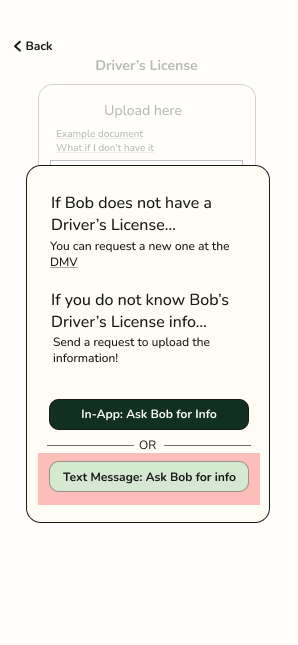 Back
Driver's License
Upload here
Example document
What if I don't have it
If Bob does not have a
Driver's License...
You can request a new one at the
DMV
If you do not know Bob's
Driver's License info...
Send a request to upload the
information!
In-App: Ask Bob for Info
OR
Text Message: Ask Bob for info